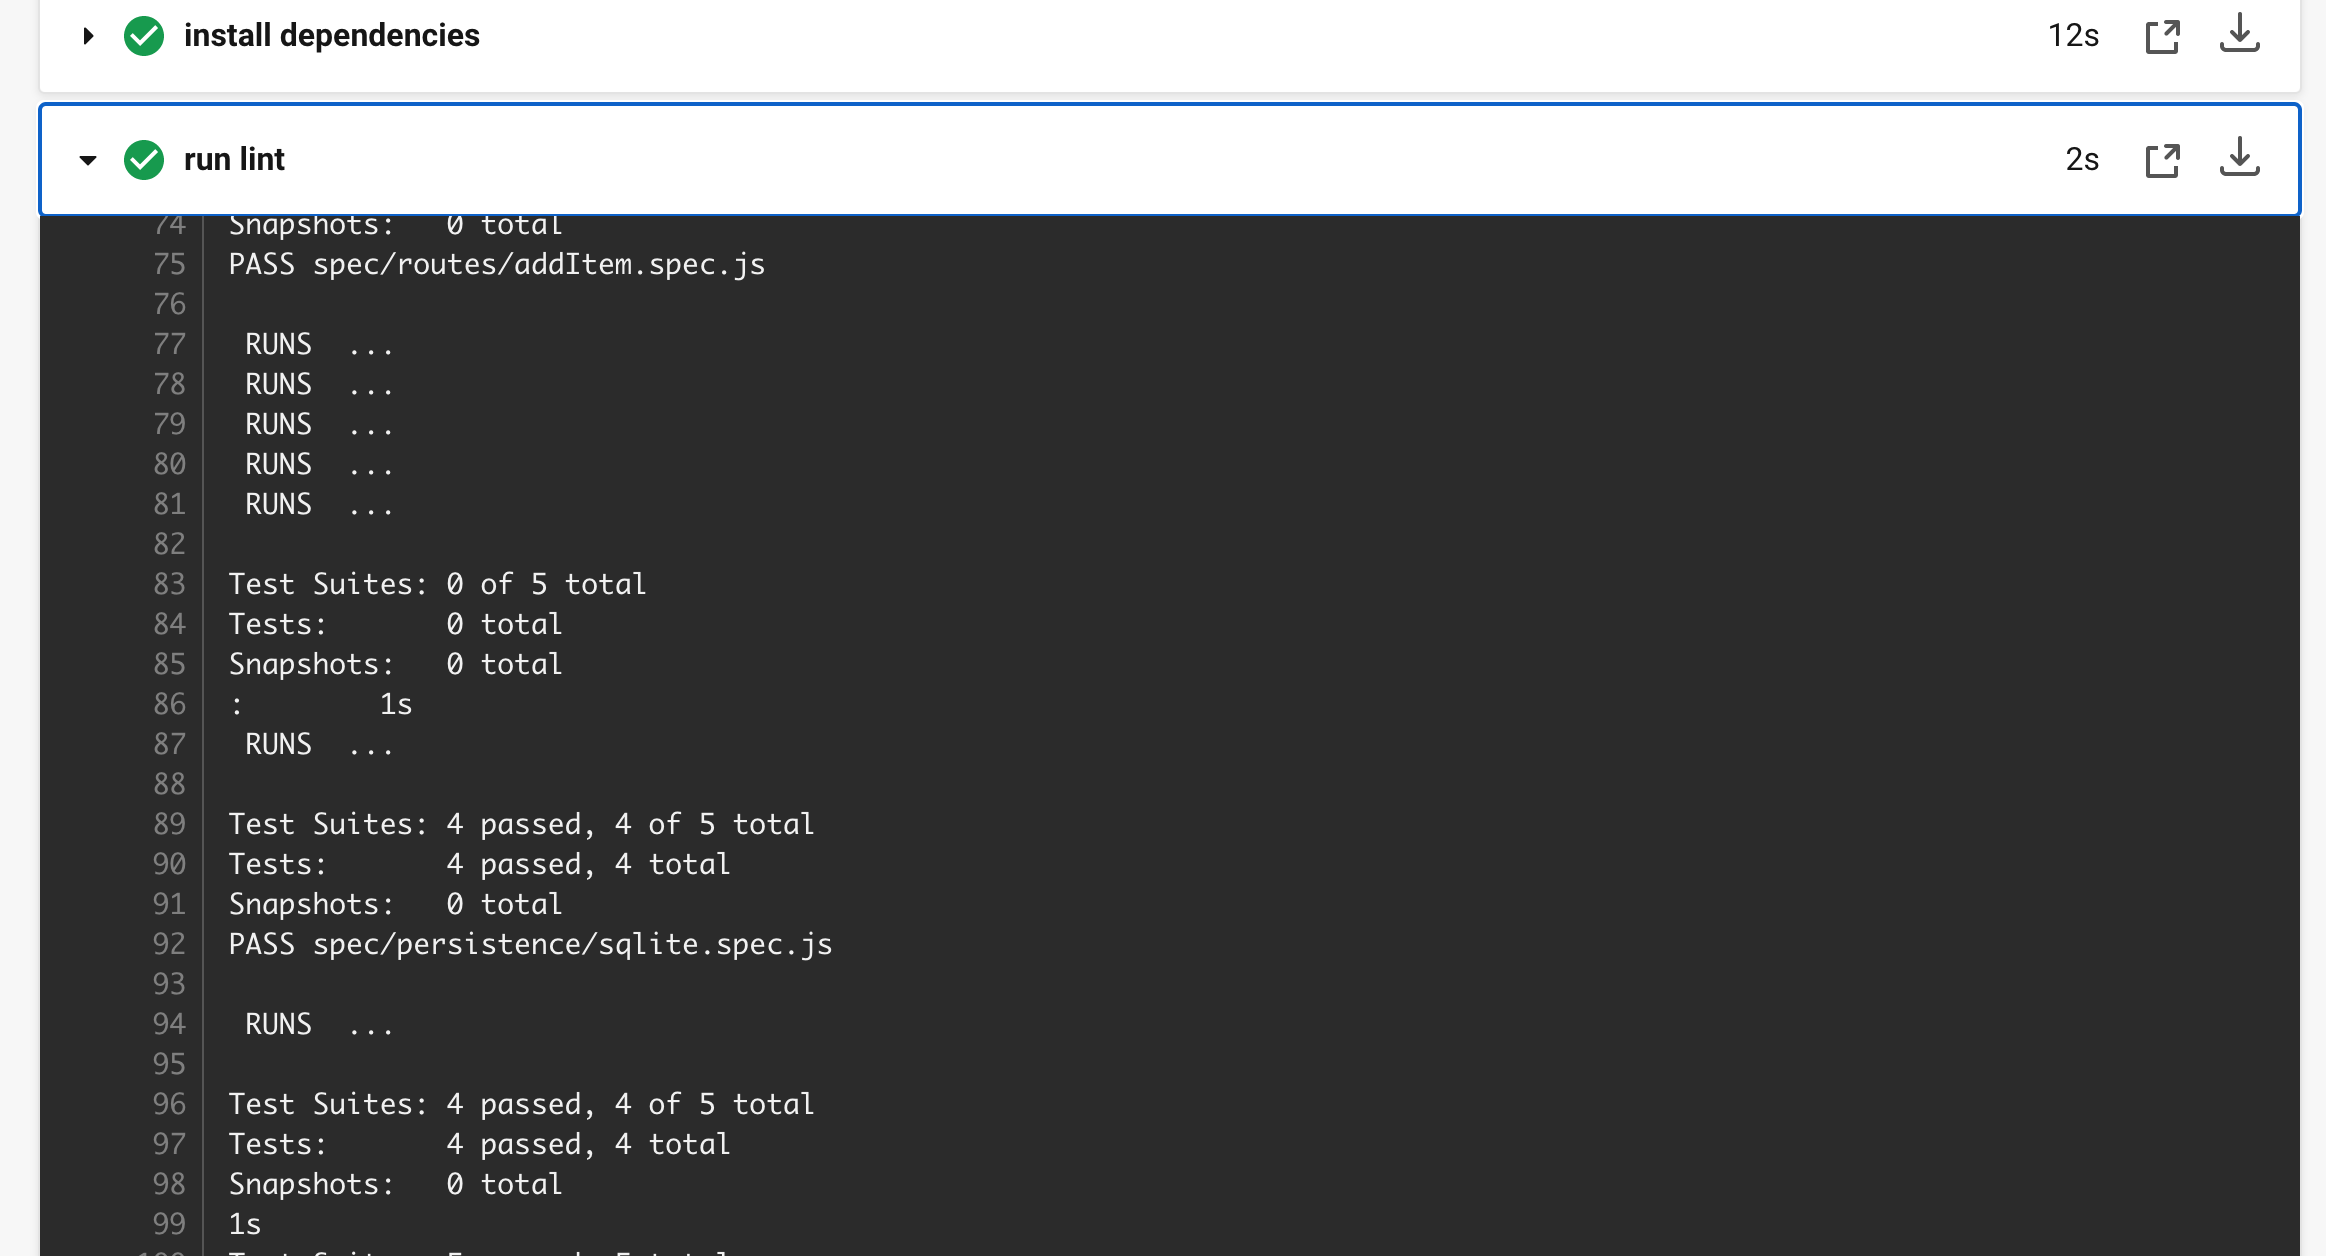 install dependencies 12s
run lint 2s
74 Snapshots: 0 total
75 PASS spec/routes/addItem.spec.js
76
77 RUNS ...
78 RUNS ...
79 RUNS ...
80 RUNS ...
81 RUNS ...
82
83 Test Suites: 0 of 5 total
84 Tests: 0 total
85 Snapshots: 0 total
86 : 1s
87 RUNS ...
88
89 Test Suites: 4 passed, 4 of 5 total
90 Tests: 4 passed, 4 total
91 Snapshots: 0 total
92 PASS spec/persistence/sqlite.spec.js
93
94 RUNS ...
95
96 Test Suites: 4 passed, 4 of 5 total
97 Tests: 4 passed, 4 total
98 Snapshots: 0 total
99 1s